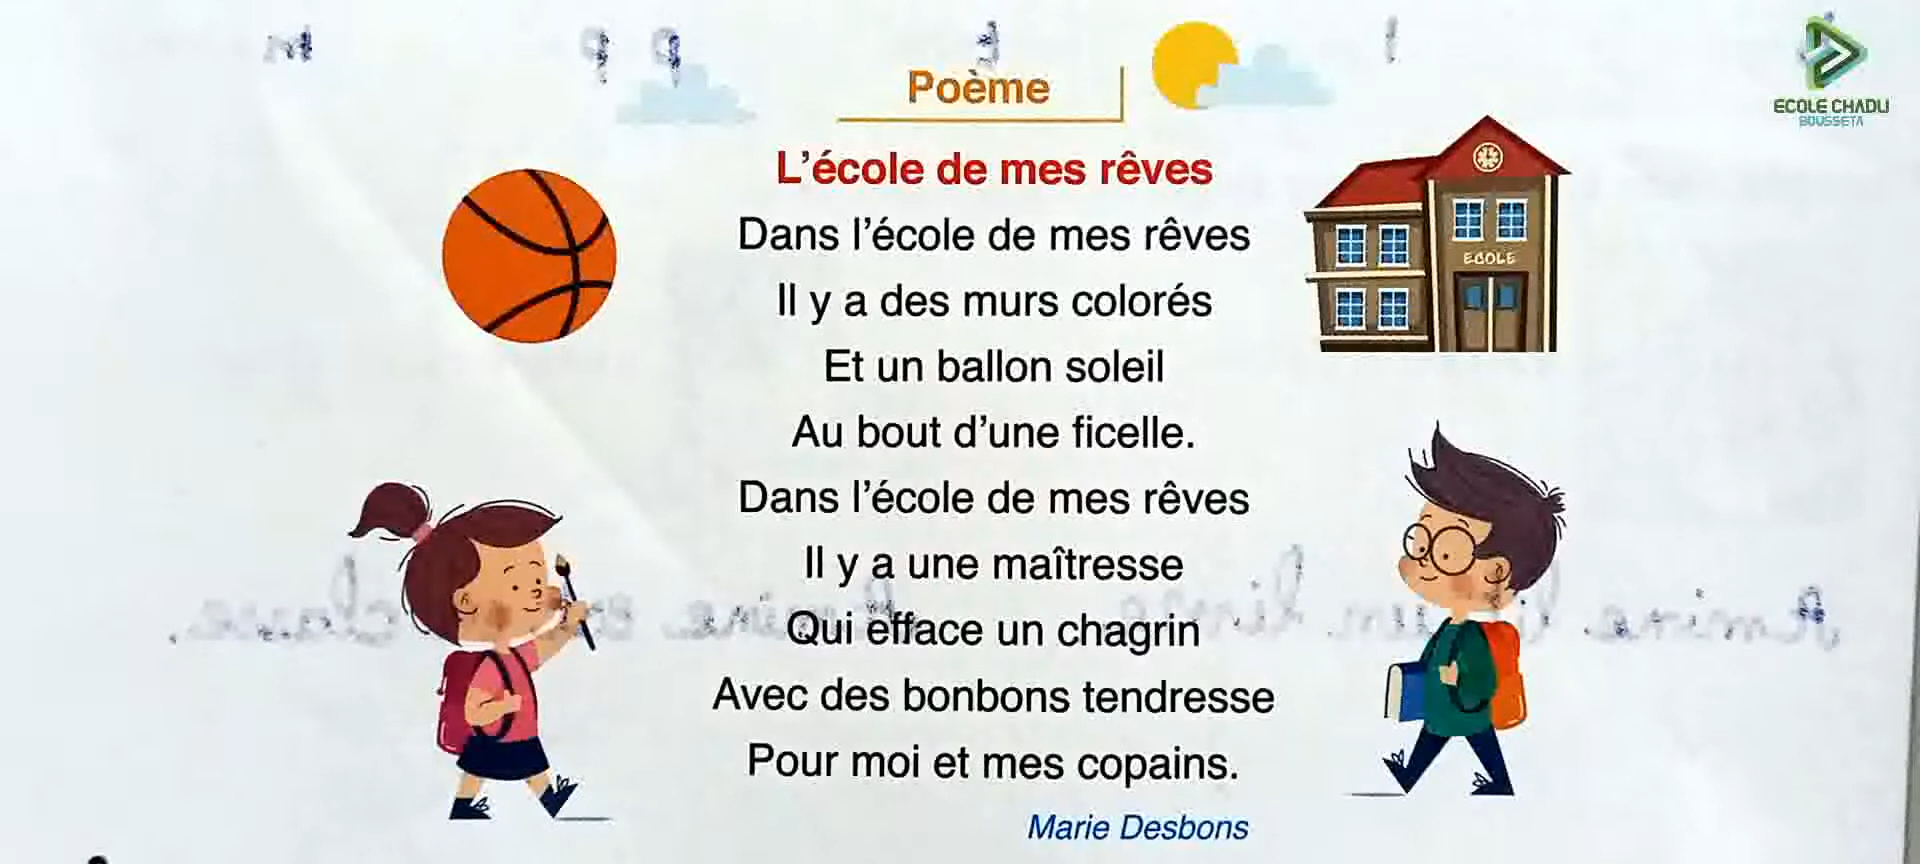 Poème
L'école de mes rêves
Dans l'école de mes rêves
Il y a des murs colorés
Et un ballon soleil
Au bout d'une ficelle.
Dans l'école de mes rêves
Il y a une maîtresse
Qui efface un chagrin
Avec des bonbons tendresse
Pour moi et mes copains.
Marie Desbons
ECOLE
ECOLE CHADLI
BOUSSETA